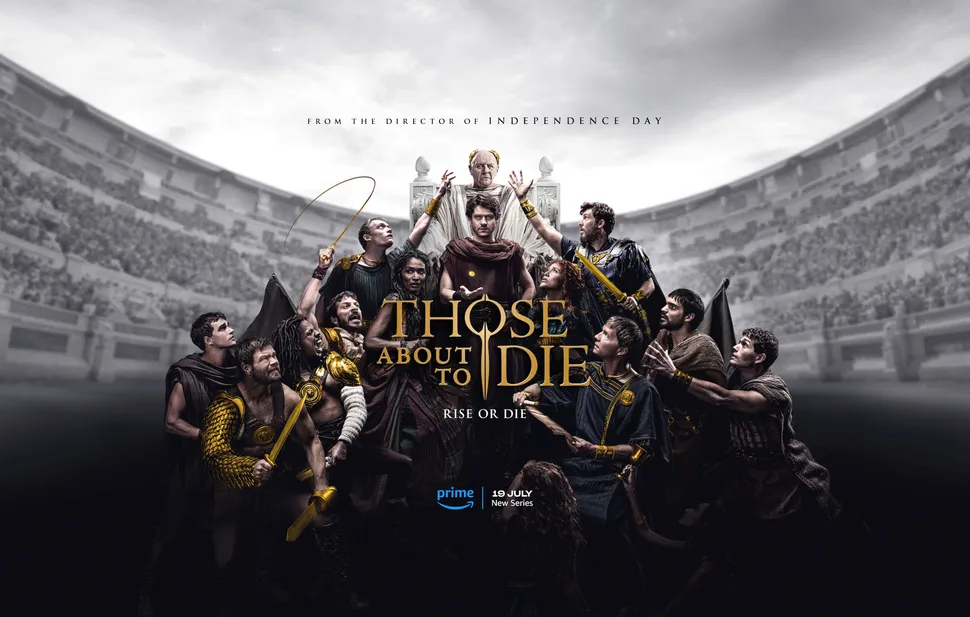 FROM THE DIRECTOR OF INDEPENDENCE DAY
THOSE
ABOUT
TO DIE
RISE OR DIE
prime
19 JULY
New Series